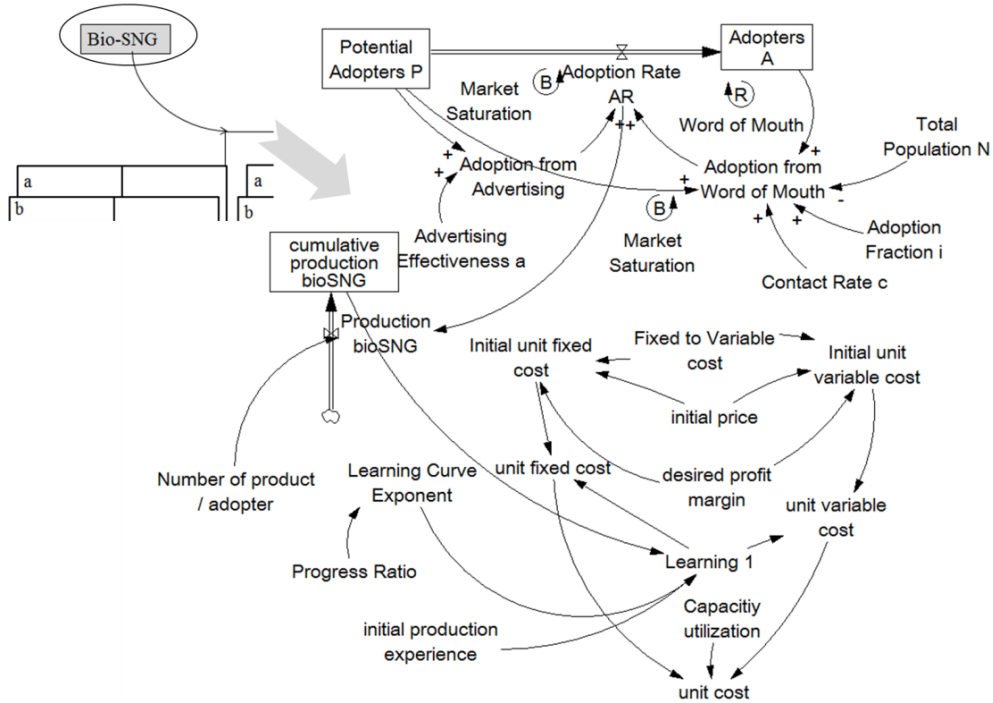 Bio-SNG
a
b
a
b
Potential
Adopters P
Adopters
A
B
Adoption Rate
AR
Market
Saturation
R
Word of Mouth
Total
Population N
++
+
+
Adoption from
Advertising
+
+
Adoption from
Word of Mouth
-
+
+
B
Market
Saturation
Adoption
Fraction i
Contact Rate c
Advertising
Effectiveness a
cumulative
production
bioSNG
Production
bioSNG
Initial unit fixed
cost
Fixed to Variable
cost
Initial unit
variable cost
initial price
Number of product
/ adopter
Learning Curve
Exponent
unit fixed cost
desired profit
margin
unit variable
cost
Progress Ratio
Learning 1
Capacitiy
utilization
initial production
experience
unit cost